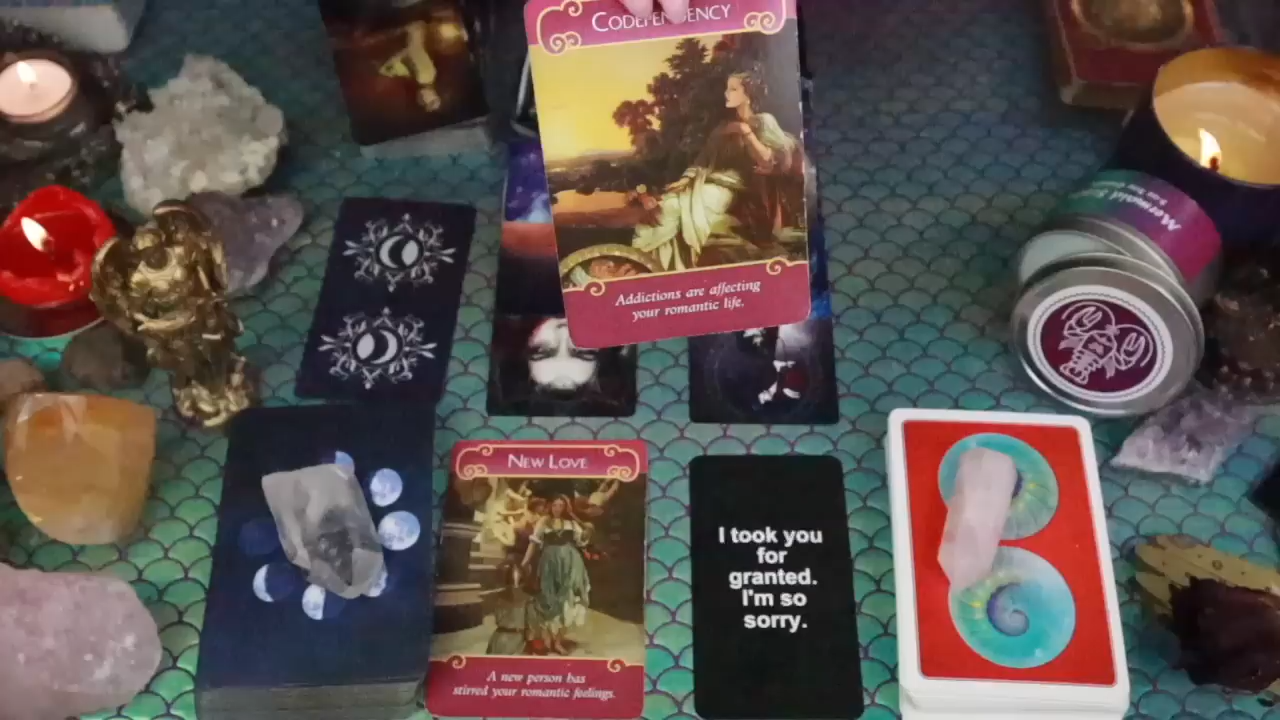 CODEPENDENCY
Addictions are affecting
your romantic life.
Mermaid
NEW LOVE
A new person has
stirred your romantic feelings.
I took you
for
granted.
I'm so
sorry.